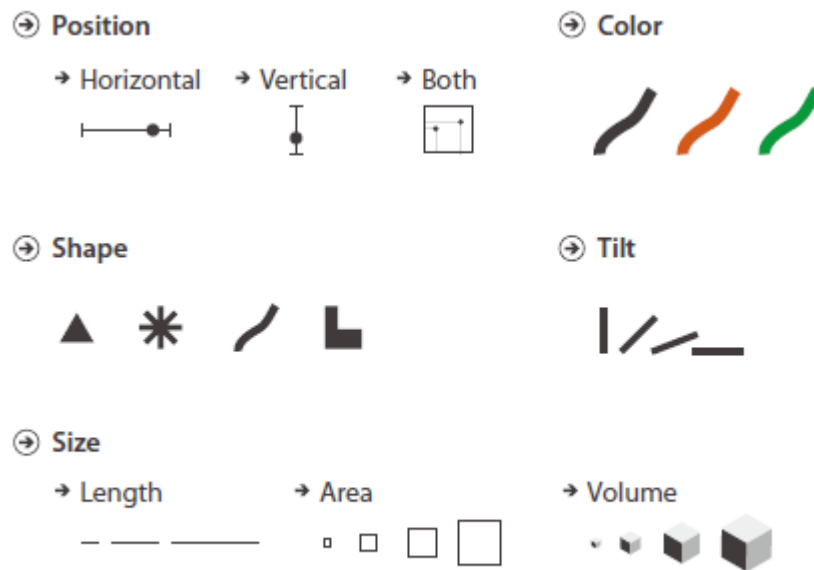 Position
Color
Horizontal
Vertical
Both
Shape
Tilt
Size
Length
Area
Volume